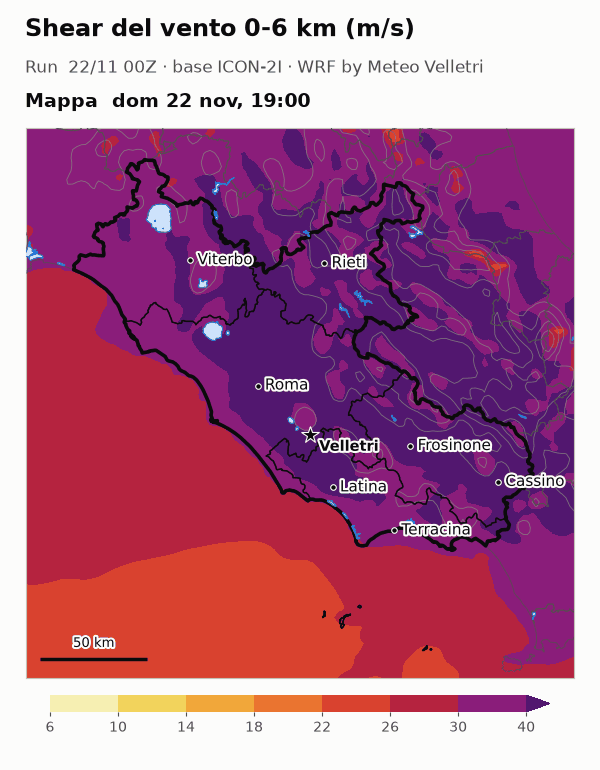 Shear del vento 0-6 km (m/s)
Run  22/11 00Z · base ICON-2I · WRF by Meteo Velletri
Mappa  dom 22 nov, 19:00
Viterbo
Rieti
Roma
Velletri
Frosinone
Latina
Cassino
Terracina
50 km
6 10 14 18 22 26 30 40